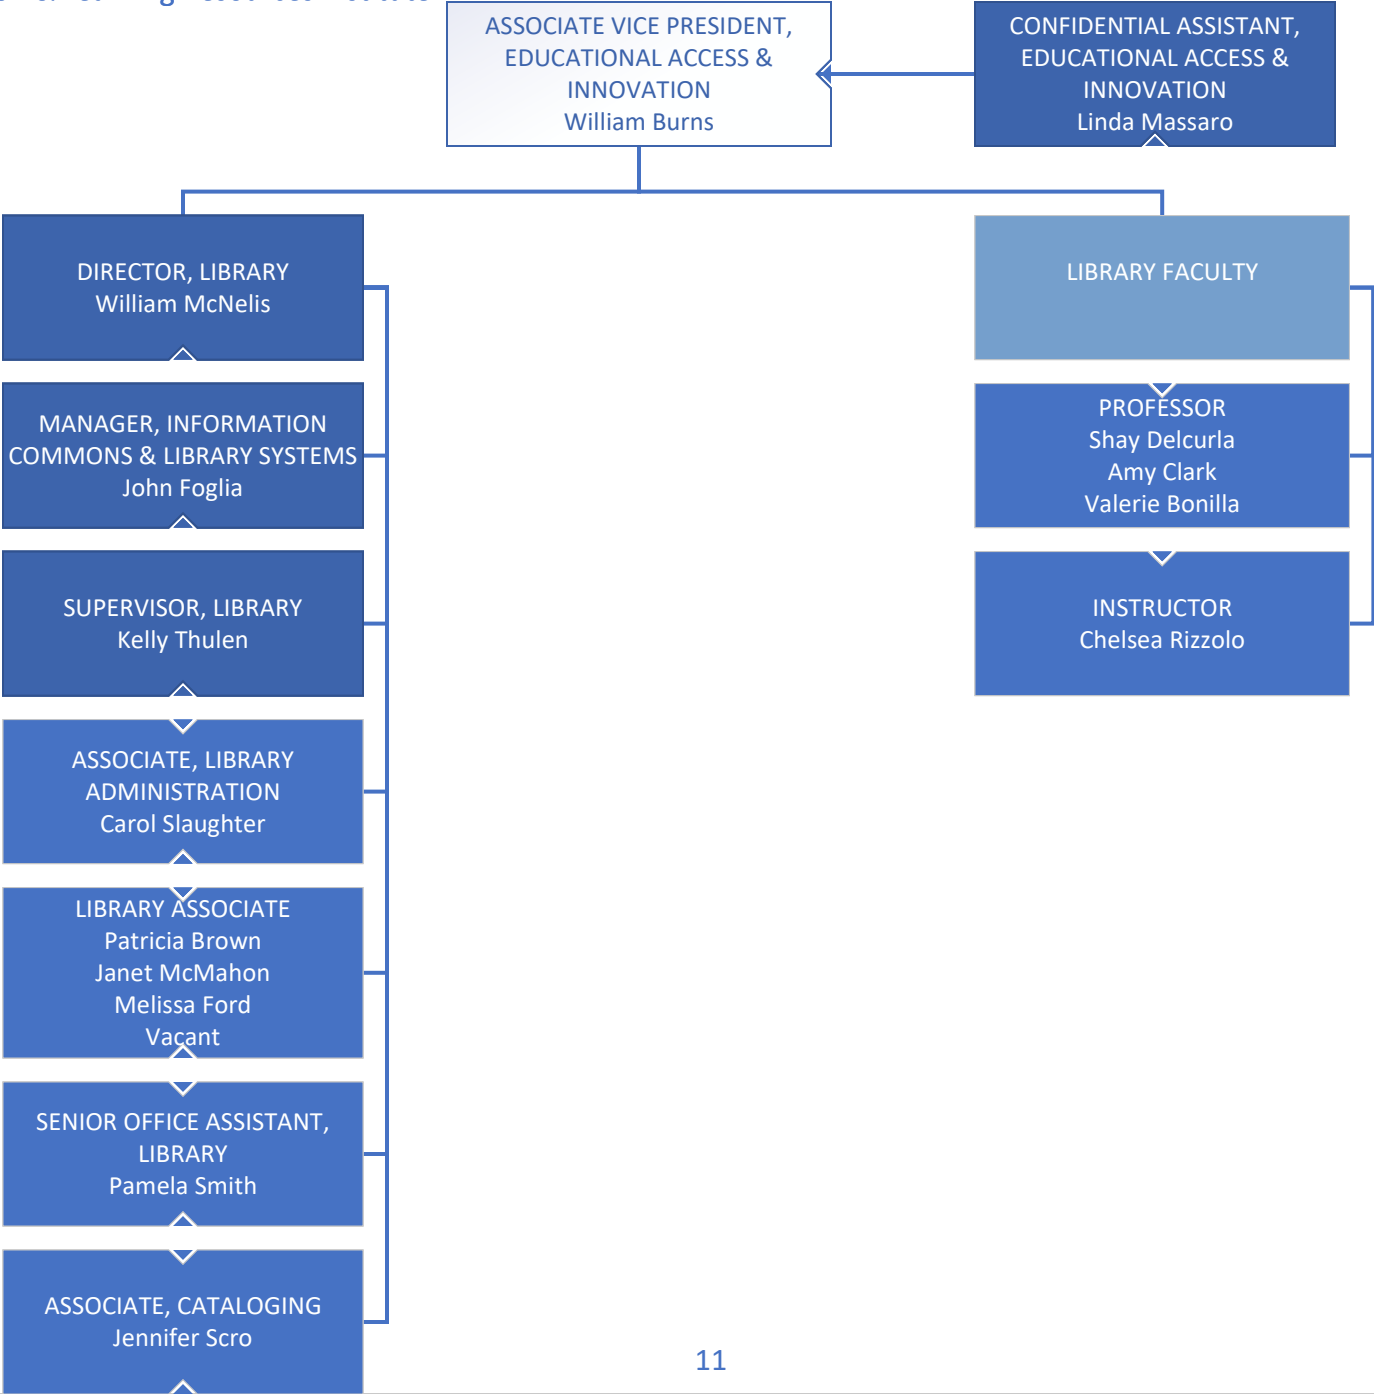 ASSOCIATE VICE PRESIDENT,
EDUCATIONAL ACCESS &
INNOVATION
William Burns
CONFIDENTIAL ASSISTANT,
EDUCATIONAL ACCESS &
INNOVATION
Linda Massaro
DIRECTOR, LIBRARY
William McNelis
MANAGER, INFORMATION
COMMONS & LIBRARY SYSTEMS
John Foglia
SUPERVISOR, LIBRARY
Kelly Thulen
ASSOCIATE, LIBRARY
ADMINISTRATION
Carol Slaughter
LIBRARY ASSOCIATE
Patricia Brown
Janet McMahon
Melissa Ford
Vacant
SENIOR OFFICE ASSISTANT,
LIBRARY
Pamela Smith
ASSOCIATE, CATALOGING
Jennifer Scro
LIBRARY FACULTY
PROFESSOR
Shay Delcurla
Amy Clark
Valerie Bonilla
INSTRUCTOR
Chelsea Rizzolo
11